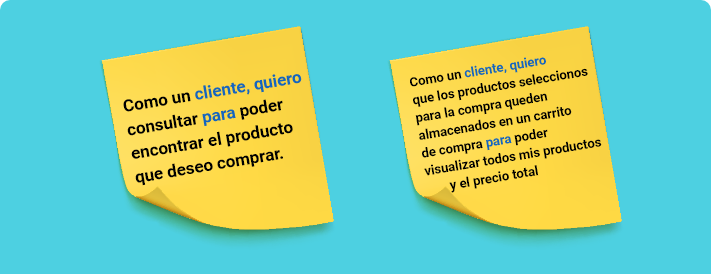 Como un cliente, quiero
consultar para poder
encontrar el producto
que deseo comprar.
Como un cliente, quiero
que los productos seleccionos
para la compra queden
almacenados en un carrito
de compra para poder
visualizar todos mis productos
y el precio total